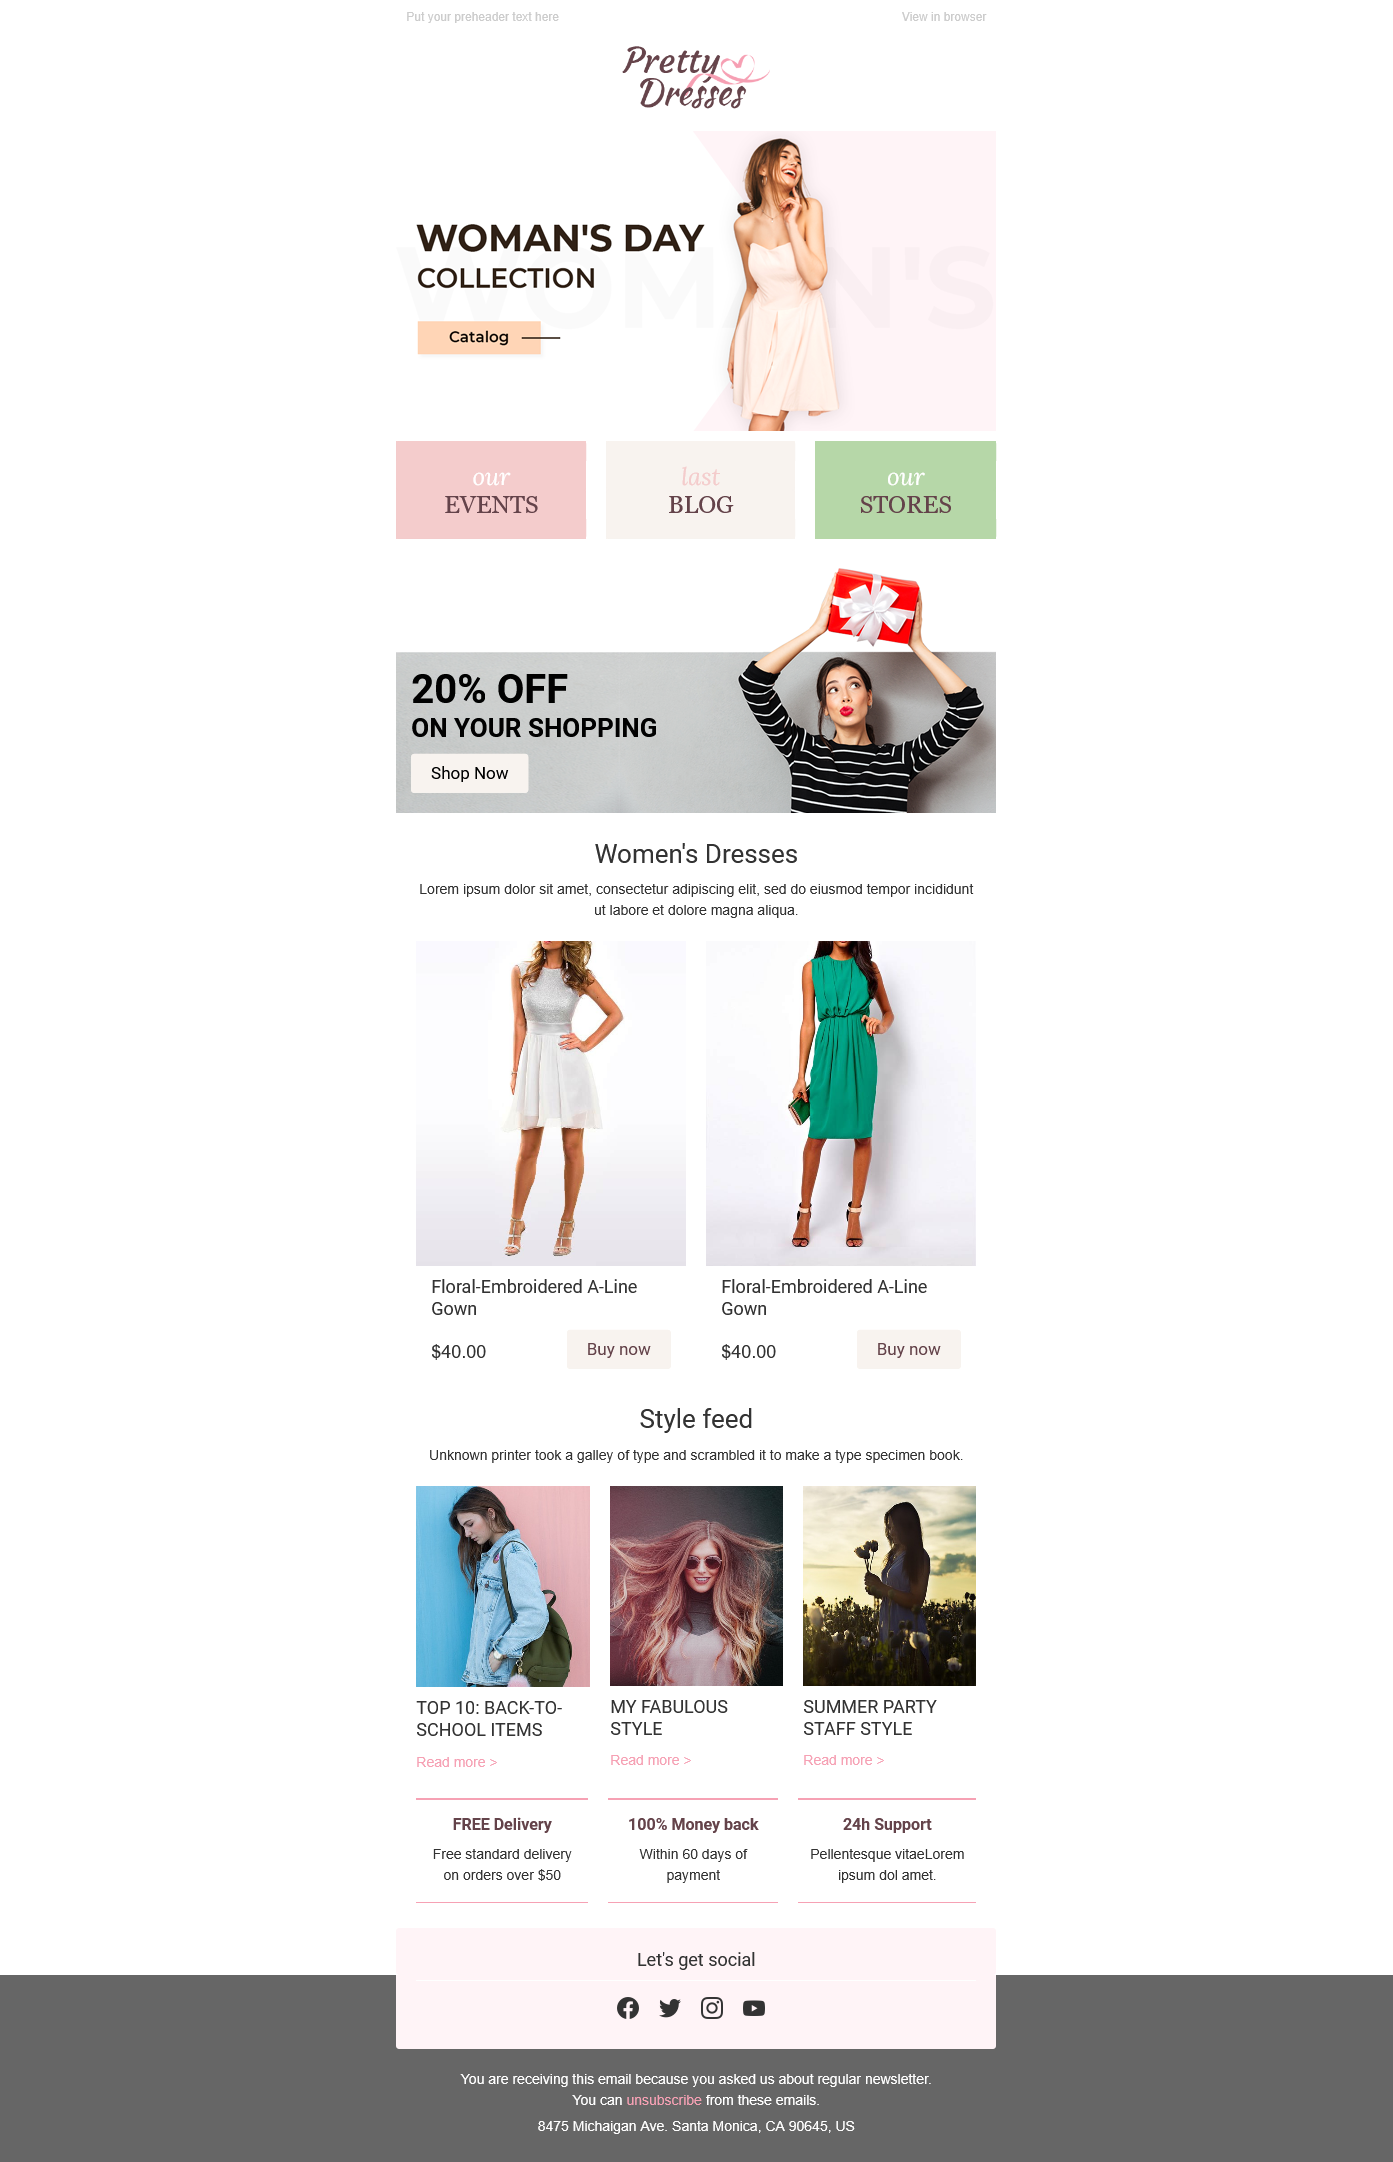 Put your preheader text here
View in browser
Pretty
Dresses
WOMAN'S
WOMAN'S DAY
COLLECTION
Catalog
our
EVENTS
last
BLOG
our
STORES
20% OFF
ON YOUR SHOPPING
Shop Now
Women's Dresses
Lorem ipsum dolor sit amet, consectetur adipiscing elit, sed do eiusmod tempor incididunt
ut labore et dolore magna aliqua.
Floral-Embroidered A-Line
Gown
$40.00
Buy now
Floral-Embroidered A-Line
Gown
$40.00
Buy now
Style feed
Unknown printer took a galley of type and scrambled it to make a type specimen book.
TOP 10: BACK-TO-
SCHOOL ITEMS
Read more >
MY FABULOUS
STYLE
Read more >
SUMMER PARTY
STAFF STYLE
Read more >
FREE Delivery
Free standard delivery
on orders over $50
100% Money back
Within 60 days of
payment
24h Support
Pellentesque vitaeLorem
ipsum dol amet.
Let's get social
You are receiving this email because you asked us about regular newsletter.
You can unsubscribe from these emails.
8475 Michaigan Ave. Santa Monica, CA 90645, US